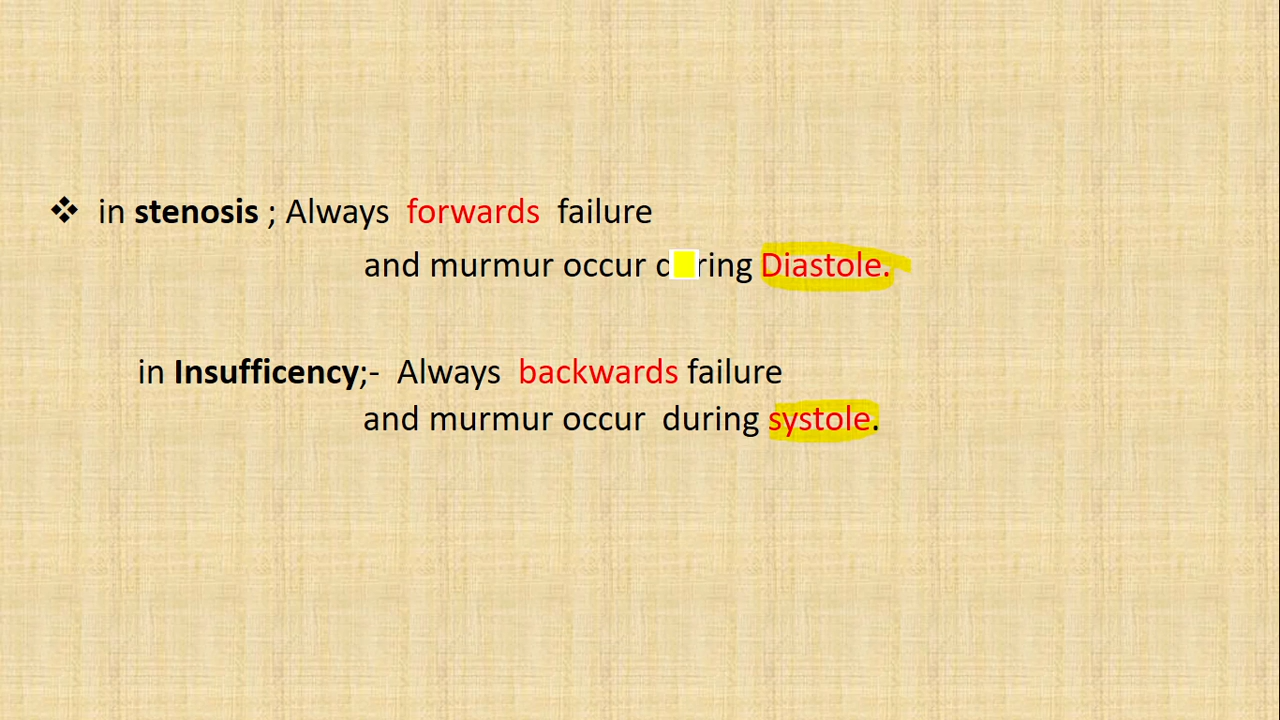 ❖ in stenosis ; Always forwards failure
and murmur occur during Diastole.
in Insufficency;- Always backwards failure
and murmur occur during systole.